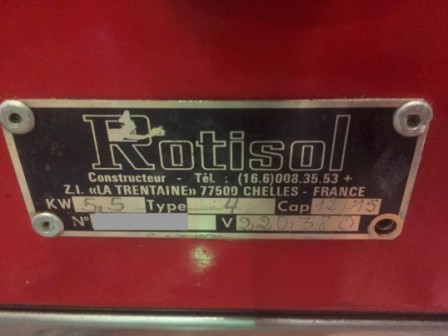 Rotisol
Constructeur - Tél. : (16.6)008.35.53 +
Z.I. «LA TRENTAINE» 77500 CHELLES - FRANCE
KW 5,5 Type 4 Cap 12/15
N° V 220,380